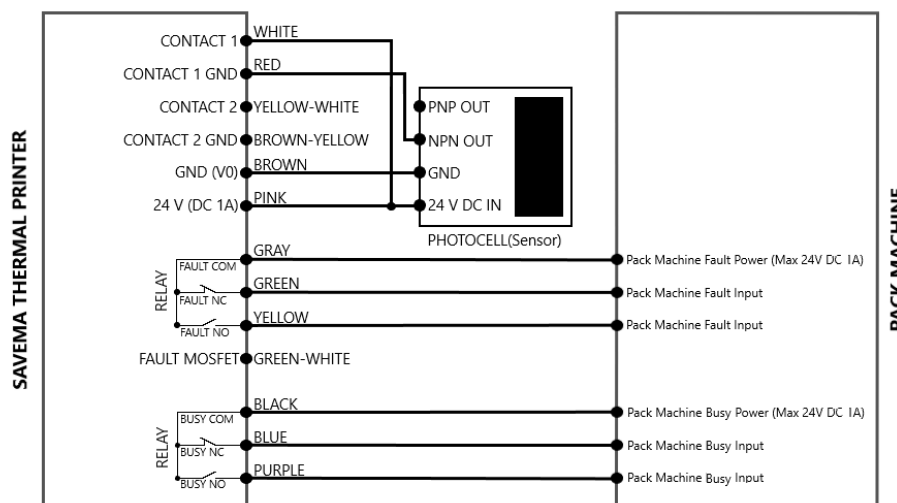 SAVEMA THERMAL PRINTER
CONTACT 1 WHITE
CONTACT 1 GND RED
CONTACT 2 YELLOW-WHITE
CONTACT 2 GND BROWN-YELLOW
GND (V0) BROWN
24 V (DC 1A) PINK
PNP OUT
NPN OUT
GND
24 V DC IN
PHOTOCELL(Sensor)
RELAY
FAULT COM GRAY Pack Machine Fault Power (Max 24V DC 1A)
FAULT NC GREEN Pack Machine Fault Input
FAULT NO YELLOW Pack Machine Fault Input
FAULT MOSFET GREEN-WHITE
RELAY
BUSY COM BLACK Pack Machine Busy Power (Max 24V DC 1A)
BUSY NC BLUE Pack Machine Busy Input
BUSY NO PURPLE Pack Machine Busy Input
PACK MACHINE